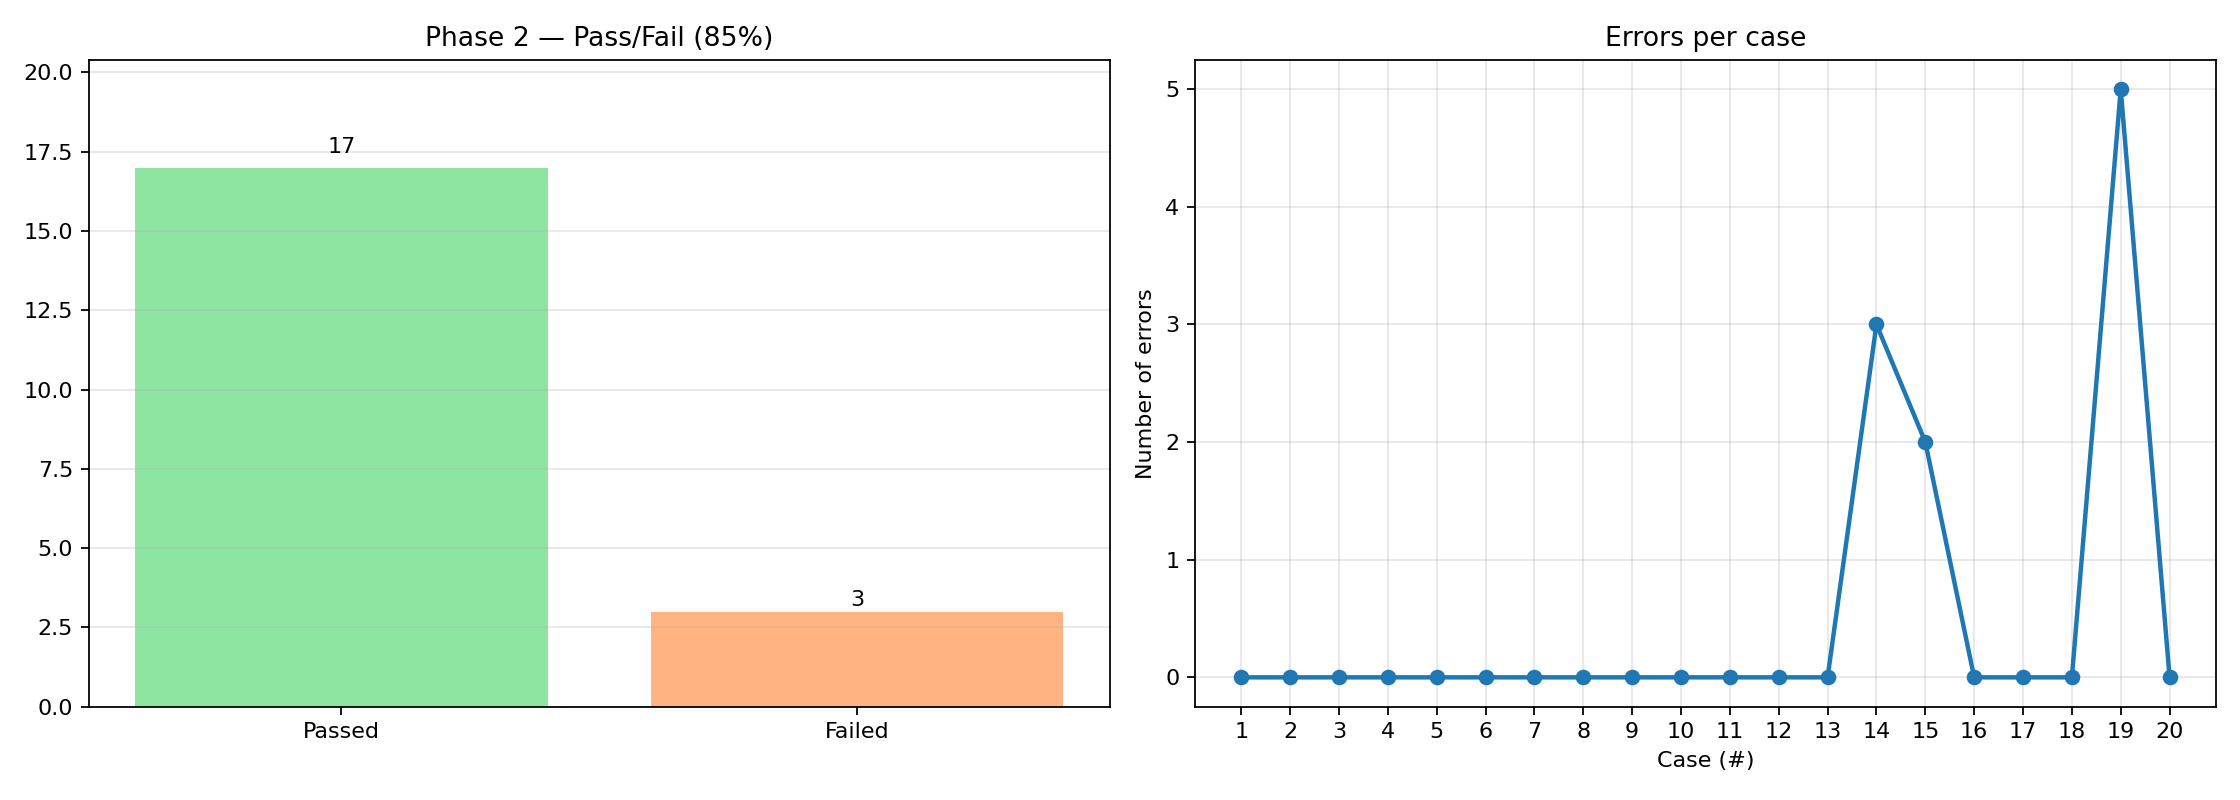 Phase 2 — Pass/Fail (85%)
20.0
17.5
15.0
12.5
10.0
7.5
5.0
2.5
0.0
17
3
Passed Failed
Errors per case
Number of errors
5
4
3
2
1
0
1 2 3 4 5 6 7 8 9 10 11 12 13 14 15 16 17 18 19 20
Case (#)